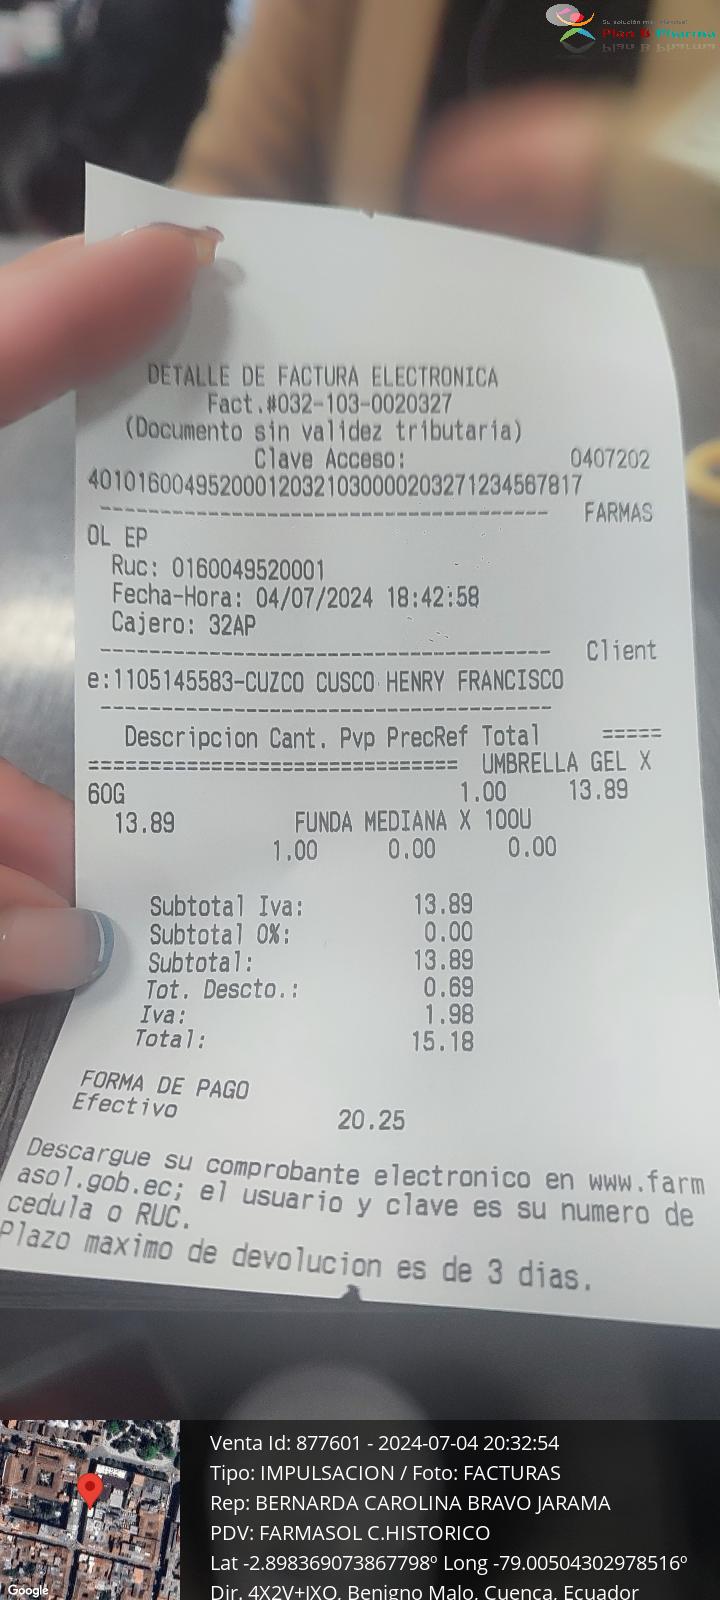 Plan B Pharma
DETALLE DE FACTURA ELECTRONICA
Fact.#032-103-0020327
(Documento sin validez tributaria)
Clave Acceso: 0407202
401016004952000120321030000203271234567817
-------------------------------------- FARMAS
OL EP
Ruc: 0160049520001
Fecha-Hora: 04/07/2024 18:42:58
Cajero: 32AP
-------------------------------------- Client
e:1105145583-CUZCO CUSCO HENRY FRANCISCO
--------------------------------------
Descripcion Cant. Pvp PrecRef Total =====
=============================== UMBRELLA GEL X
60G 1.00 13.89
13.89 FUNDA MEDIANA X 100U
1.00 0.00 0.00
Subtotal Iva: 13.89
Subtotal 0%: 0.00
Subtotal: 13.89
Tot. Descto.: 0.69
Iva: 1.98
Total: 15.18
FORMA DE PAGO
Efectivo 20.25
Descargue su comprobante electronico en www.farm
asol.gob.ec; el usuario y clave es su numero de
cedula o RUC.
Plazo maximo de devolucion es de 3 dias.
Venta Id: 877601 - 2024-07-04 20:32:54
Tipo: IMPULSACION / Foto: FACTURAS
Rep: BERNARDA CAROLINA BRAVO JARAMA
PDV: FARMASOL C.HISTORICO
Lat -2.898369073867798º Long -79.00504302978516º
Dir. 4X2V+JXQ, Benigno Malo, Cuenca, Ecuador
Google